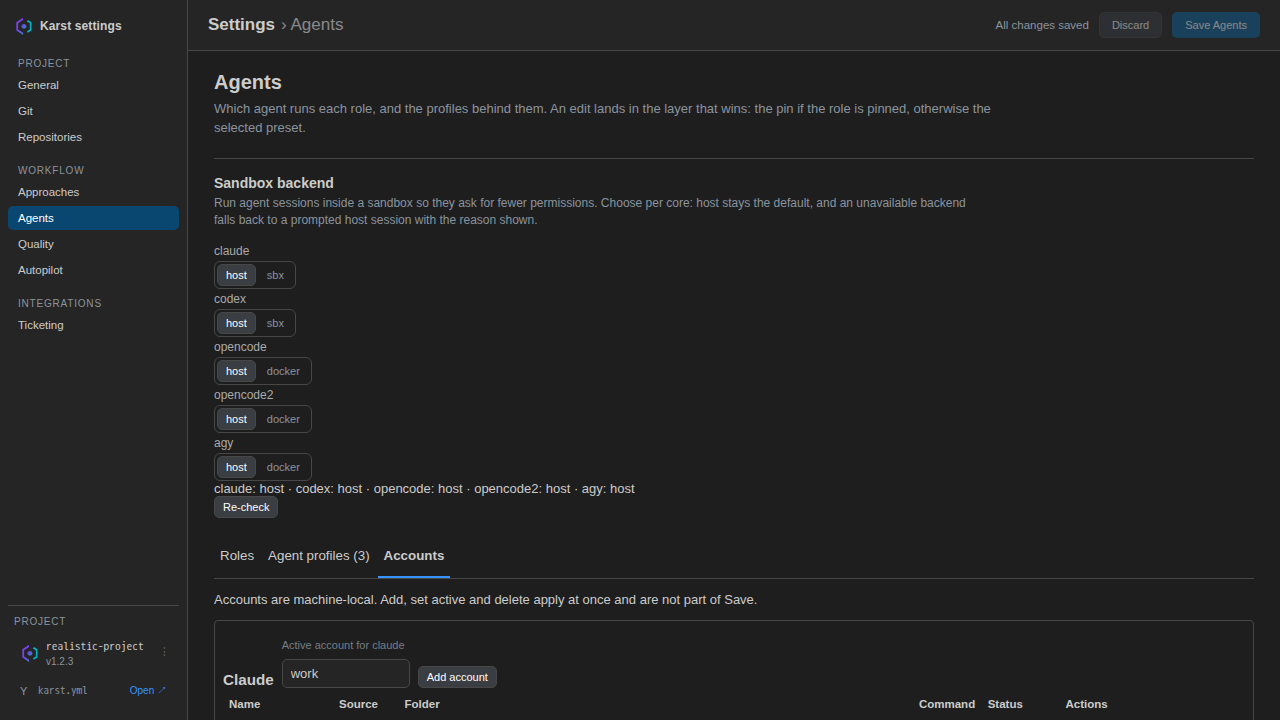 Karst settings
PROJECT
General
Git
Repositories
WORKFLOW
Approaches
Agents
Quality
Autopilot
INTEGRATIONS
Ticketing
PROJECT
realistic-project
v1.2.3
Y karst.yml Open ↗
Settings › Agents
All changes saved
Discard
Save Agents
Agents
Which agent runs each role, and the profiles behind them. An edit lands in the layer that wins: the pin if the role is pinned, otherwise the
selected preset.
Sandbox backend
Run agent sessions inside a sandbox so they ask for fewer permissions. Choose per core: host stays the default, and an unavailable backend
falls back to a prompted host session with the reason shown.
claude
host sbx
codex
host sbx
opencode
host docker
opencode2
host docker
agy
host docker
claude: host · codex: host · opencode: host · opencode2: host · agy: host
Re-check
Roles Agent profiles (3) Accounts
Accounts are machine-local. Add, set active and delete apply at once and are not part of Save.
Active account for claude
Claude work Add account
Name Source Folder Command Status Actions